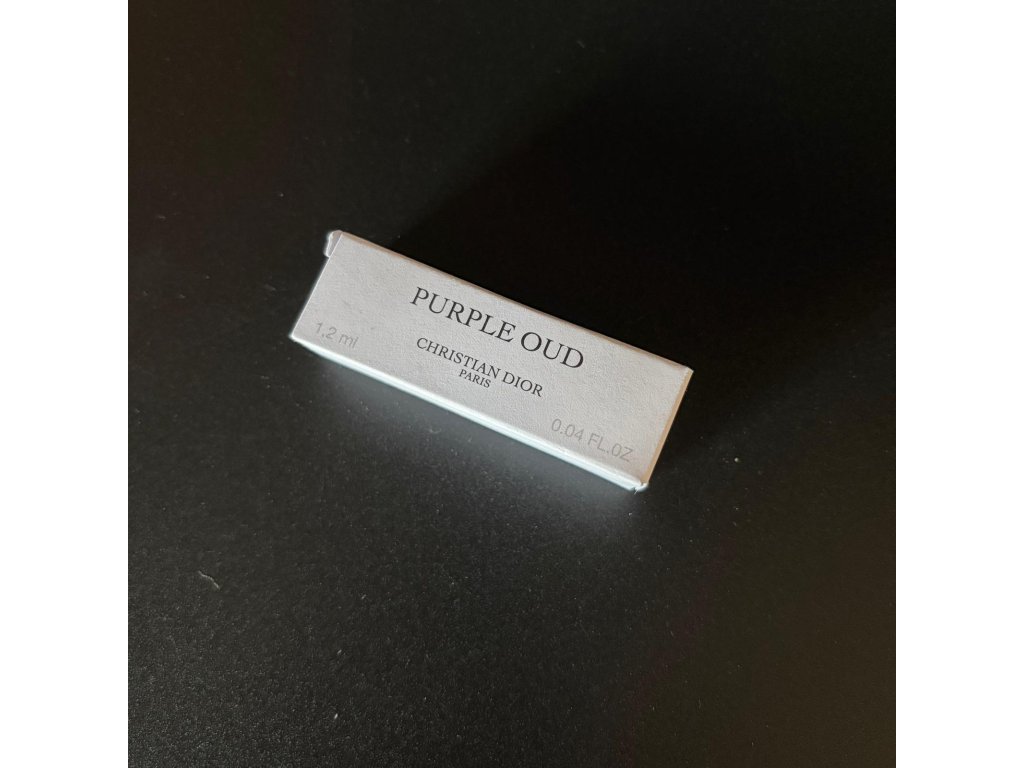 PURPLE OUD
CHRISTIAN DIOR
PARIS
1.2 ml
0.04 FL.OZ